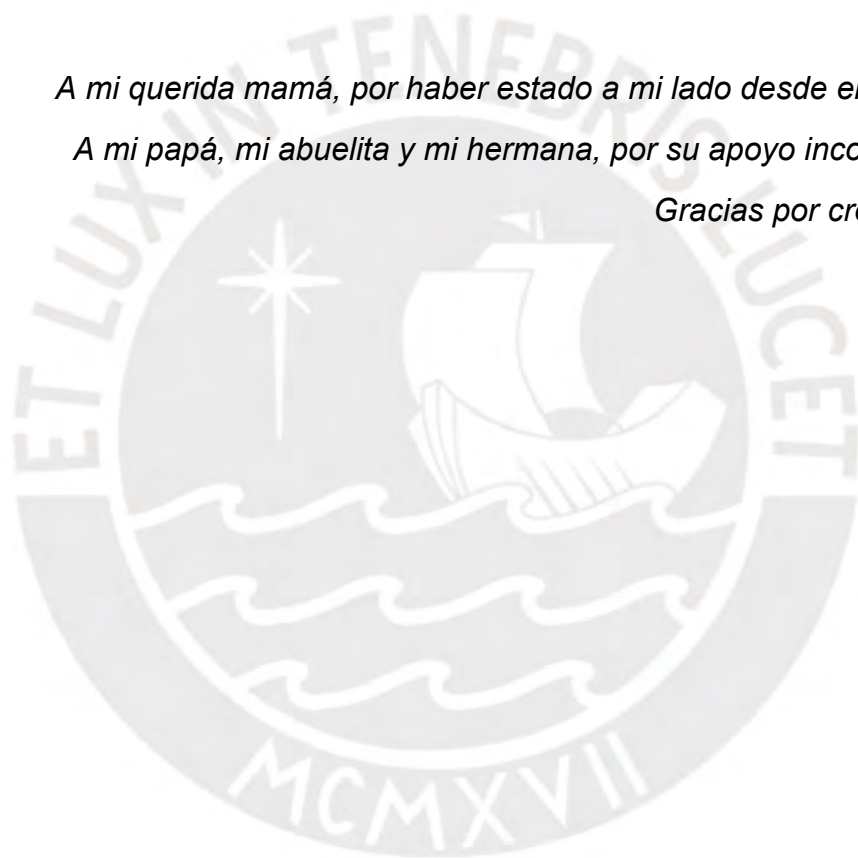 A mi querida mamá, por haber estado a mi lado desde
A mi papá, mi abuelita y mi hermana, por su apoyo
Gracias por
ET LUX IN TENEBRIS LUCET
MCMXVII